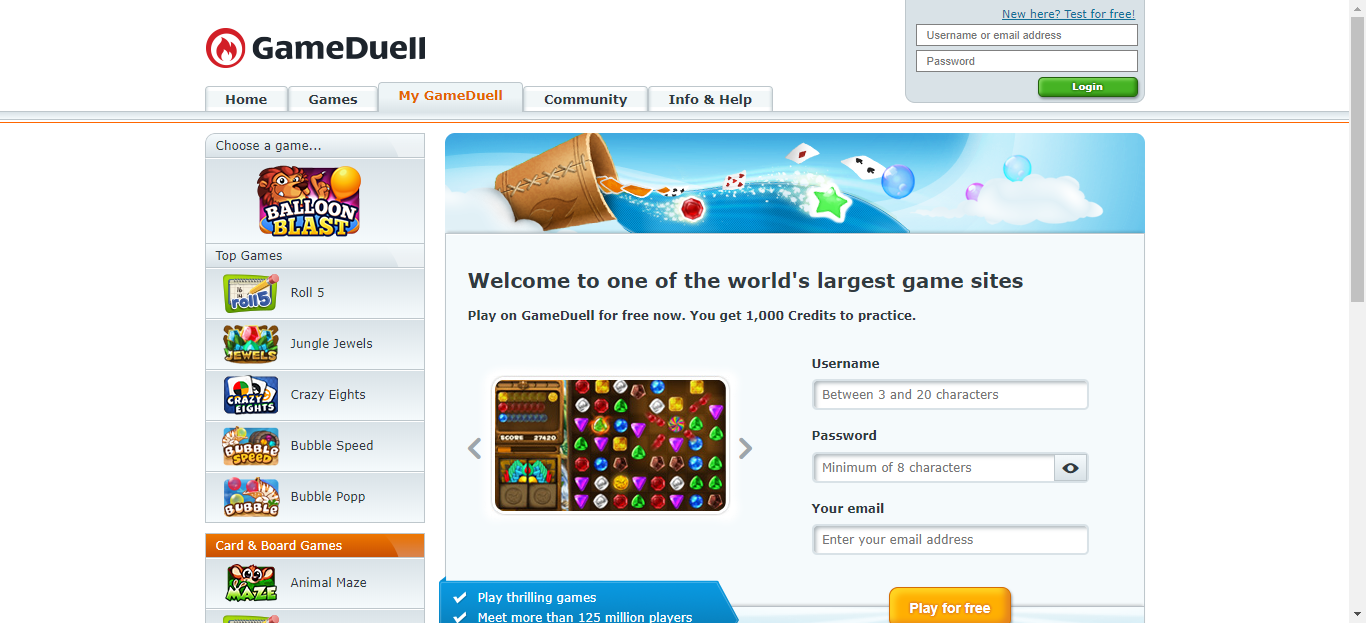 New here? Test for free!
Username or email address
Password
Login
GameDuell
Home
Games
My GameDuell
Community
Info & Help
Choose a game...
BALLOON
BLAST
Top Games
roll5
Roll 5
JEWELS
Jungle Jewels
CRAZY
EIGHTS
Crazy Eights
BUBBLE
SPEED
Bubble Speed
BUBBLE
Bubble Popp
Card & Board Games
MAZE
Animal Maze
Welcome to one of the world's largest game sites
Play on GameDuell for free now. You get 1,000 Credits to practice.
SCORE 27420
Username
Between 3 and 20 characters
Password
Minimum of 8 characters
Your email
Enter your email address
Play thrilling games
Meet more than 125 million players
Play for free